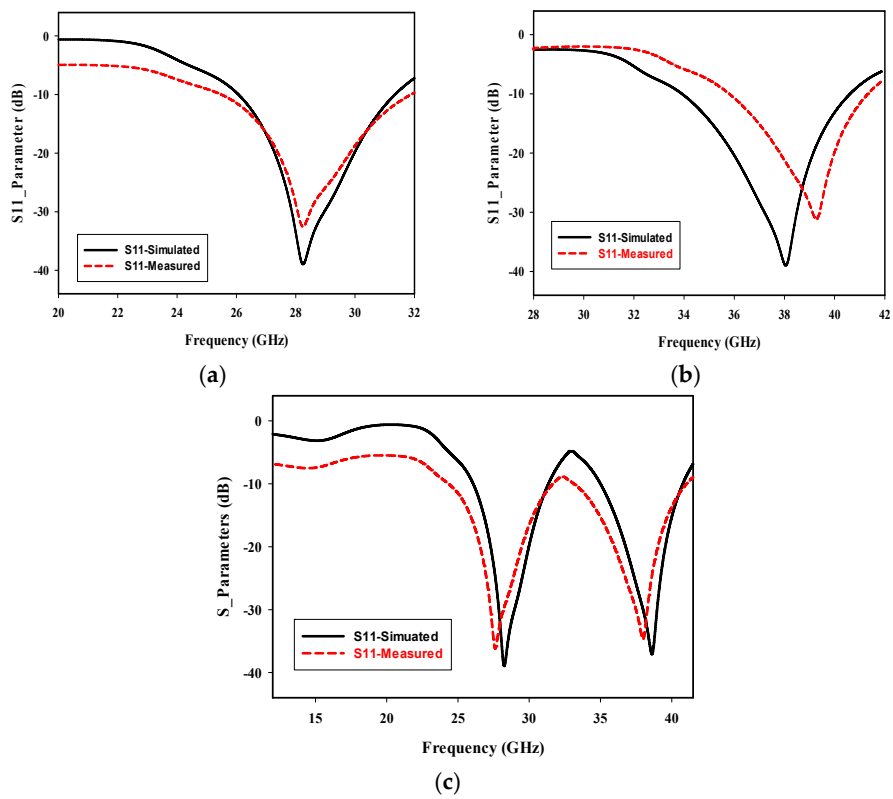 0
-10
-20
-30
-40
S11_Parameter (dB)
S11-Simulated
S11-Measured
20 22 24 26 28 30 32
Frequency (GHz)
(a)
0
-10
-20
-30
-40
S11_Parameter (dB)
S11-Simulated
S11-Measured
28 30 32 34 36 38 40 42
Frequency (GHz)
(b)
0
-10
-20
-30
-40
S_Parameters (dB)
S11-Simuated
S11-Measured
15 20 25 30 35 40
Frequency (GHz)
(c)